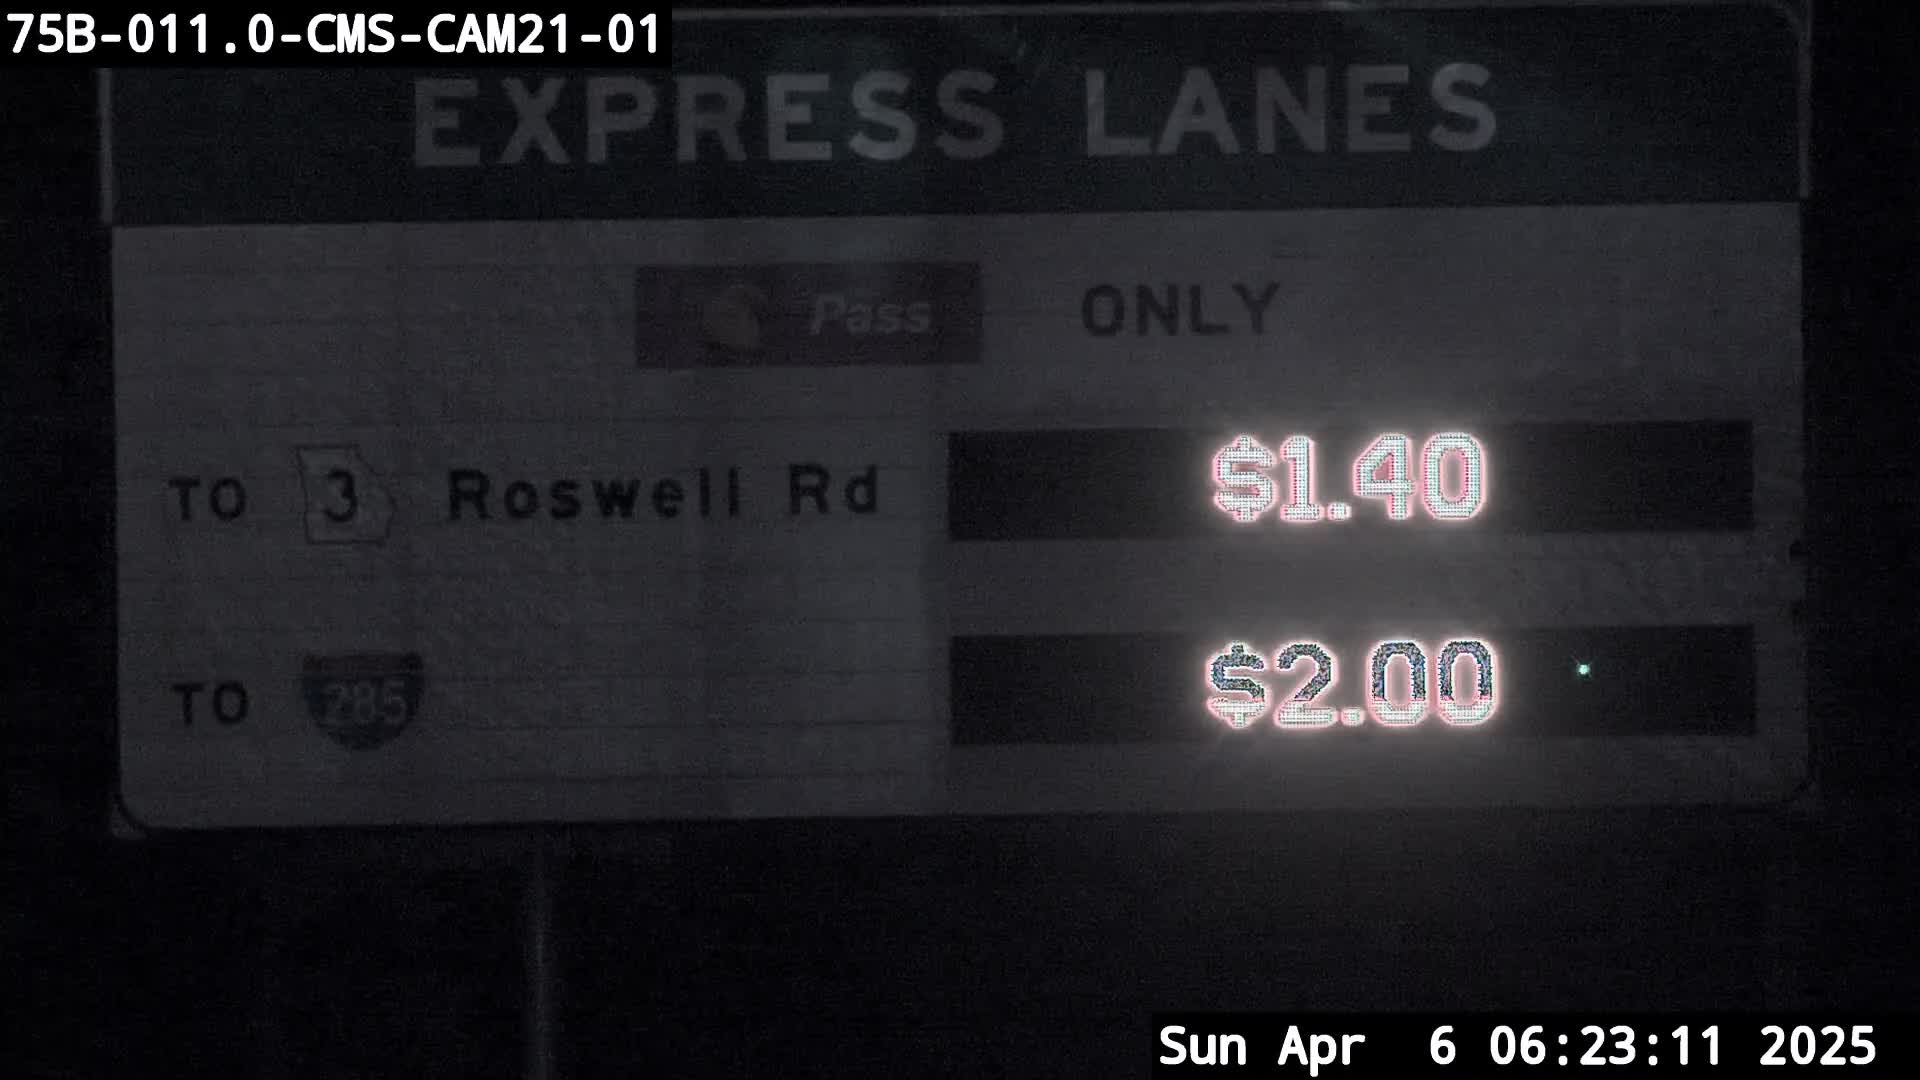 75B-011.0-CMS-CAM21-01
EXPRESS LANES
Pass ONLY
TO 3 Roswell Rd $1.40
TO 285 $2.00
Sun Apr 6 06:23:11 2025